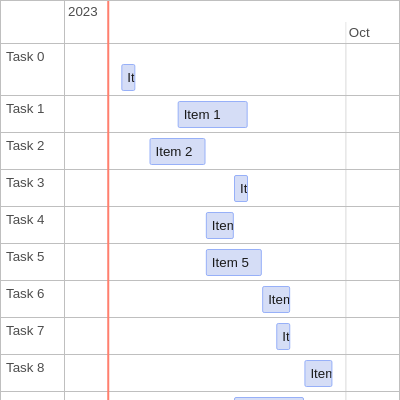 2023
Oct
Task 0
It
Task 1
Item 1
Task 2
Item 2
Task 3
It
Task 4
Iten
Task 5
Item 5
Task 6
Iten
Task 7
It
Task 8
Iten